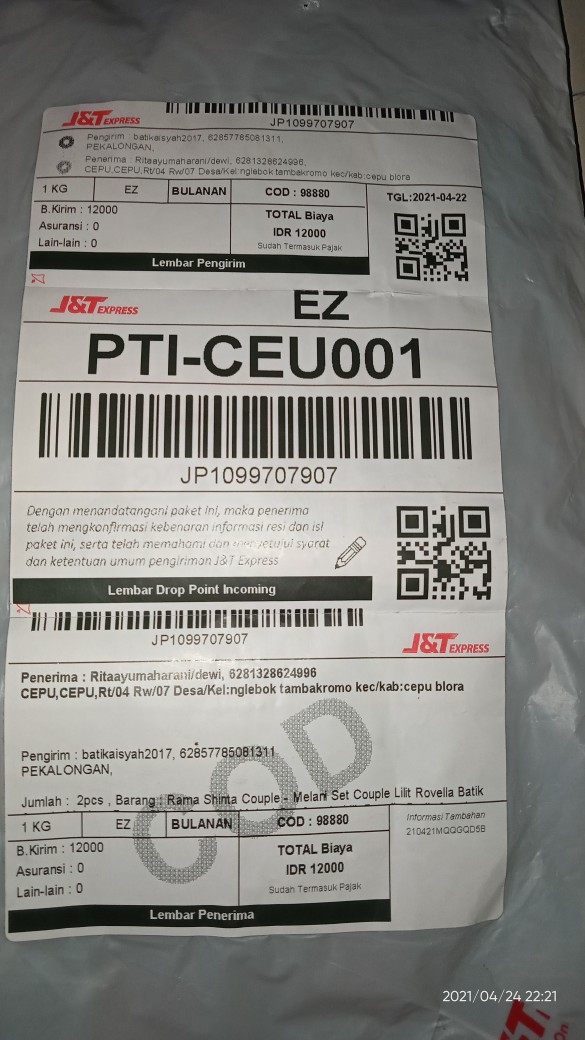 J&T EXPRESS
JP1099707907
Pengirim : batikaisyah2017, 62857785081311,
PEKALONGAN,
Penerima : Ritaayumaharani/dewi, 6281328624996,
CEPU,CEPU,Rt/04 Rw/07 Desa/Kel:nglebok tambakromo kec/kab:cepu blora
1 KG EZ BULANAN COD : 98880 TGL:2021-04-22
B.Kirim : 12000
Asuransi : 0
Lain-lain : 0
TOTAL Biaya
IDR 12000
Sudah Termasuk Pajak
Lembar Pengirim
J&T EXPRESS EZ
PTI-CEU001
JP1099707907
Dengan menandatangani paket ini, maka penerima
telah mengkonfirmasi kebenaran informasi resi dan isi
paket ini, serta telah memahami dan menyetujui syarat
dan ketentuan umum pengiriman J&T Express
Lembar Drop Point Incoming
JP1099707907
J&T EXPRESS
Penerima : Ritaayumaharani/dewi, 6281328624996
CEPU,CEPU,Rt/04 Rw/07 Desa/Kel:nglebok tambakromo kec/kab:cepu blora
COD
Pengirim : batikaisyah2017, 62857785081311
PEKALONGAN,
Jumlah : 2pcs , Barang : Rama Shinta Couple - Melani Set Couple Lilit Rovella Batik
1 KG EZ BULANAN COD : 98880
B.Kirim : 12000
Asuransi : 0
Lain-lain : 0
TOTAL Biaya
IDR 12000
Sudah Termasuk Pajak
Informasi Tambahan
210421MQQGQD5B
Lembar Penerima
2021/04/24 22:21